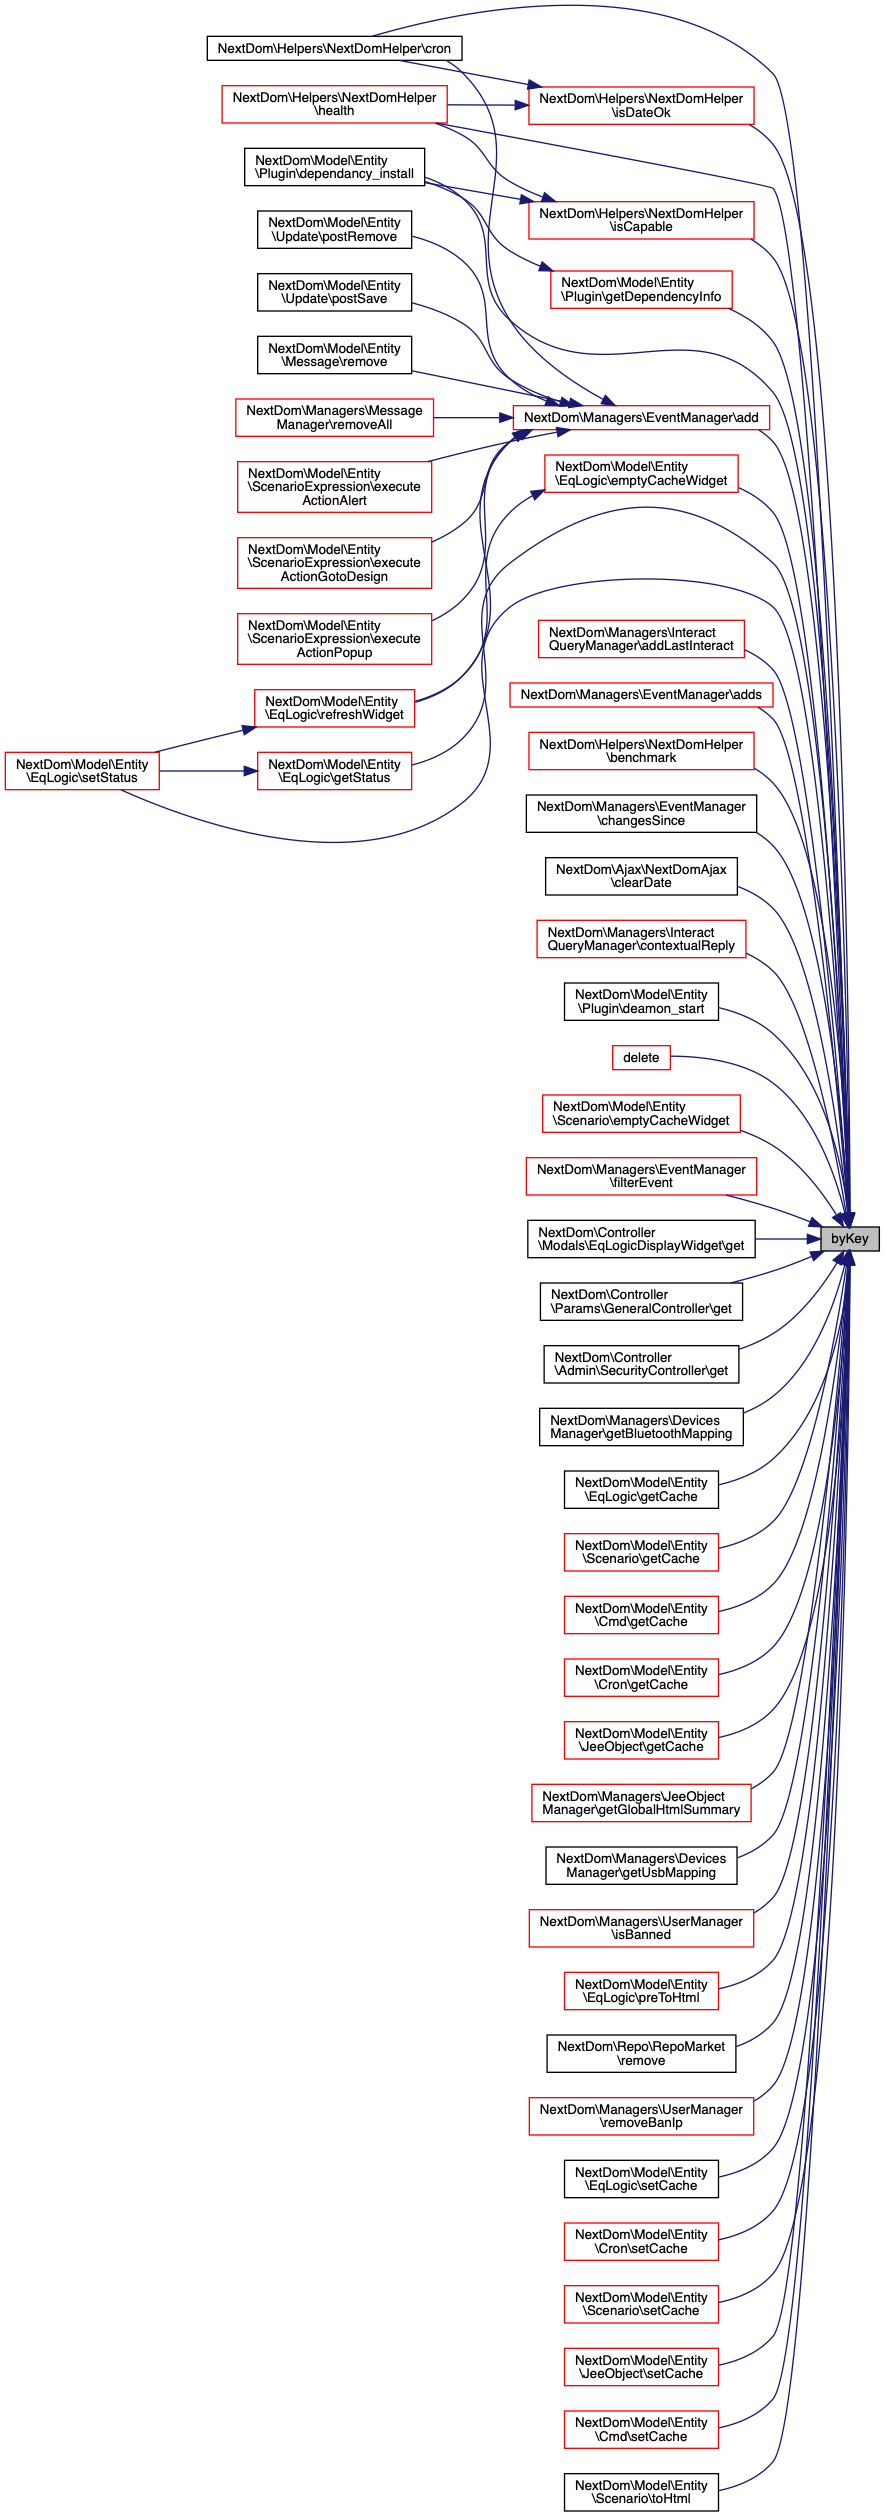 NextDom\Helpers\NextDomHelper\cron
NextDom\Helpers\NextDomHelper
\health
NextDom\Helpers\NextDomHelper
\isDateOk
NextDom\Model\Entity
\Plugin\dependancy_install
NextDom\Helpers\NextDomHelper
\isCapable
NextDom\Model\Entity
\Update\postRemove
NextDom\Model\Entity
\Plugin\getDependencyInfo
NextDom\Model\Entity
\Update\postSave
NextDom\Model\Entity
\Message\remove
NextDom\Managers\Message
Manager\removeAll
NextDom\Managers\EventManager\add
NextDom\Model\Entity
\ScenarioExpression\execute
ActionAlert
NextDom\Model\Entity
\EqLogic\emptyCacheWidget
NextDom\Model\Entity
\ScenarioExpression\execute
ActionGotoDesign
NextDom\Model\Entity
\ScenarioExpression\execute
ActionPopup
NextDom\Managers\Interact
QueryManager\addLastInteract
NextDom\Model\Entity
\EqLogic\refreshWidget
NextDom\Managers\EventManager\adds
NextDom\Model\Entity
\EqLogic\setStatus
NextDom\Model\Entity
\EqLogic\getStatus
NextDom\Helpers\NextDomHelper
\benchmark
NextDom\Managers\EventManager
\changesSince
NextDom\Ajax\NextDomAjax
\clearDate
NextDom\Managers\Interact
QueryManager\contextualReply
NextDom\Model\Entity
\Plugin\deamon_start
delete
NextDom\Model\Entity
\Scenario\emptyCacheWidget
NextDom\Managers\EventManager
\filterEvent
NextDom\Controller
\Modals\EqLogicDisplayWidget\get
byKey
NextDom\Controller
\Params\GeneralController\get
NextDom\Controller
\Admin\SecurityController\get
NextDom\Managers\Devices
Manager\getBluetoothMapping
NextDom\Model\Entity
\EqLogic\getCache
NextDom\Model\Entity
\Scenario\getCache
NextDom\Model\Entity
\Cmd\getCache
NextDom\Model\Entity
\Cron\getCache
NextDom\Model\Entity
\JeeObject\getCache
NextDom\Managers\JeeObject
Manager\getGlobalHtmlSummary
NextDom\Managers\Devices
Manager\getUsbMapping
NextDom\Managers\UserManager
\isBanned
NextDom\Model\Entity
\EqLogic\preToHtml
NextDom\Repo\RepoMarket
\remove
NextDom\Managers\UserManager
\removeBanIp
NextDom\Model\Entity
\EqLogic\setCache
NextDom\Model\Entity
\Cron\setCache
NextDom\Model\Entity
\Scenario\setCache
NextDom\Model\Entity
\JeeObject\setCache
NextDom\Model\Entity
\Cmd\setCache
NextDom\Model\Entity
\Scenario\toHtml